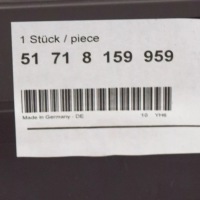 1 Stück / piece
51 71 8 159 959
Made in Germany - DE